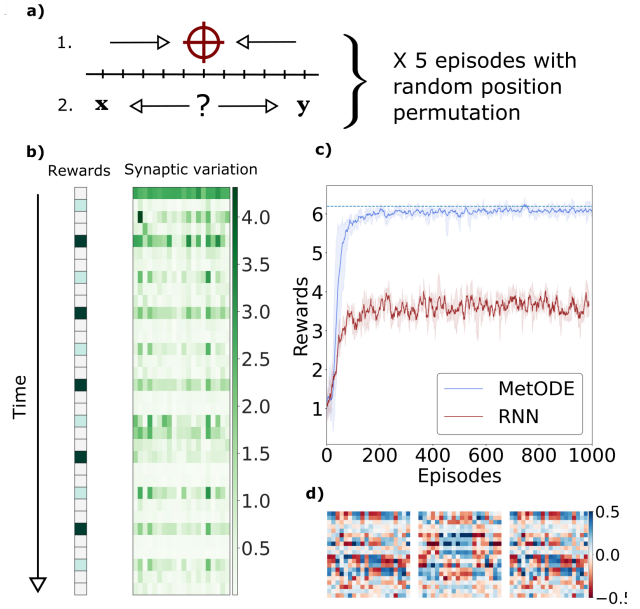 a)
1.
2. x ? y
X 5 episodes with
random position
permutation
b)
Rewards Synaptic variation
4.0
3.5
3.0
2.5
2.0
1.5
1.0
0.5
Time
c)
6
5
4
3
2
1
Rewards
MetODE
RNN
0 200 400 600 800 1000
Episodes
d)
0.5
0.0
−0.5